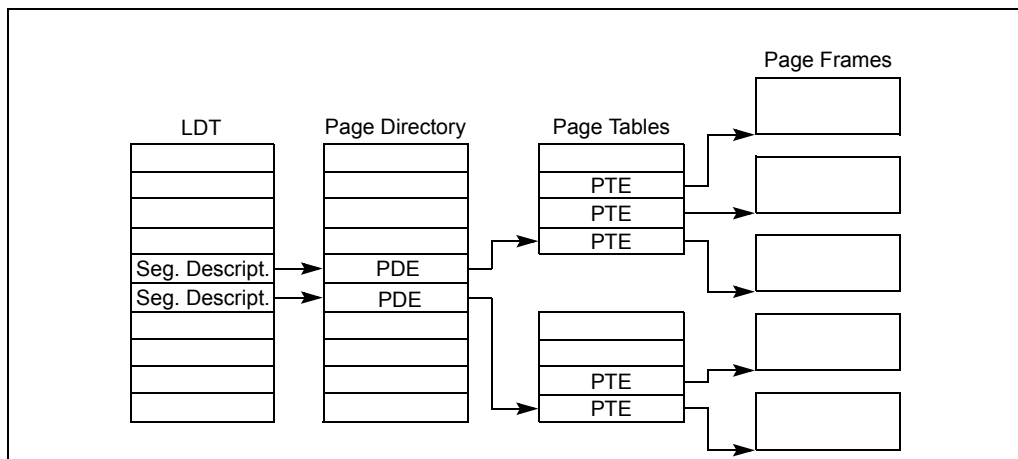 Page Frames
LDT
Page Directory
Page Tables
PTE
PTE
PTE
Seg. Descript.
PDE
Seg. Descript.
PDE
PTE
PTE